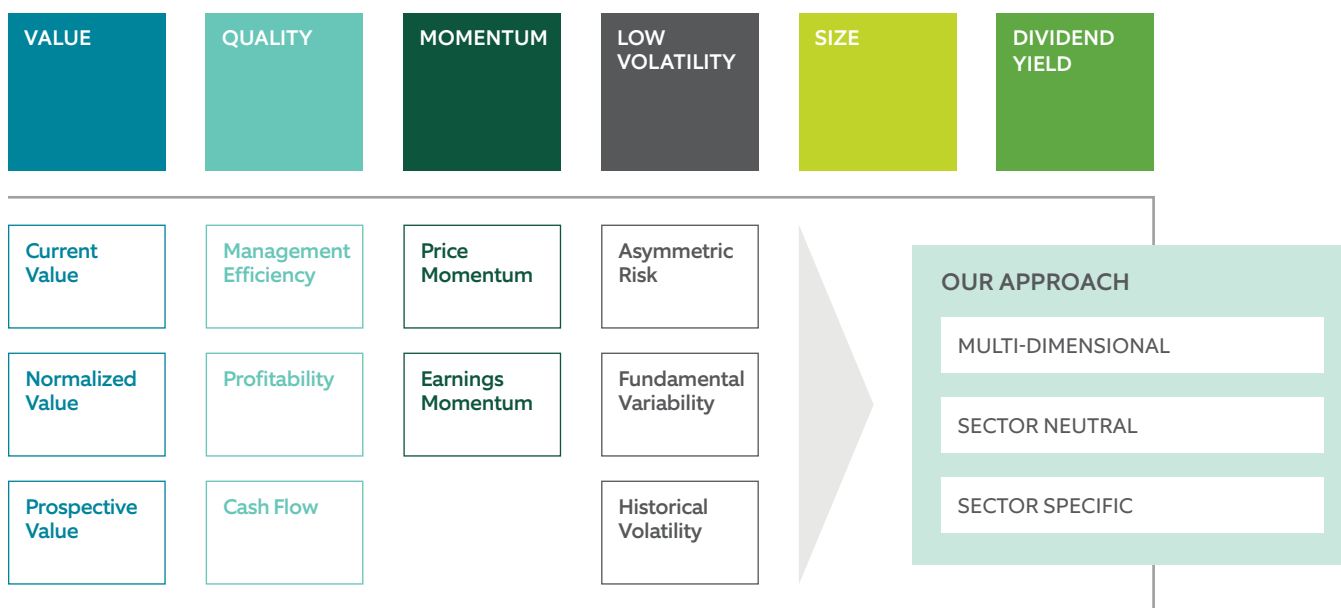 VALUE
QUALITY
MOMENTUM
LOW
VOLATILITY
SIZE
DIVIDEND
YIELD
Current
Value
Management
Efficiency
Price
Momentum
Asymmetric
Risk
Normalized
Value
Profitability
Earnings
Momentum
Fundamental
Variability
Prospective
Value
Cash Flow
Historical
Volatility
OUR APPROACH
MULTI-DIMENSIONAL
SECTOR NEUTRAL
SECTOR SPECIFIC